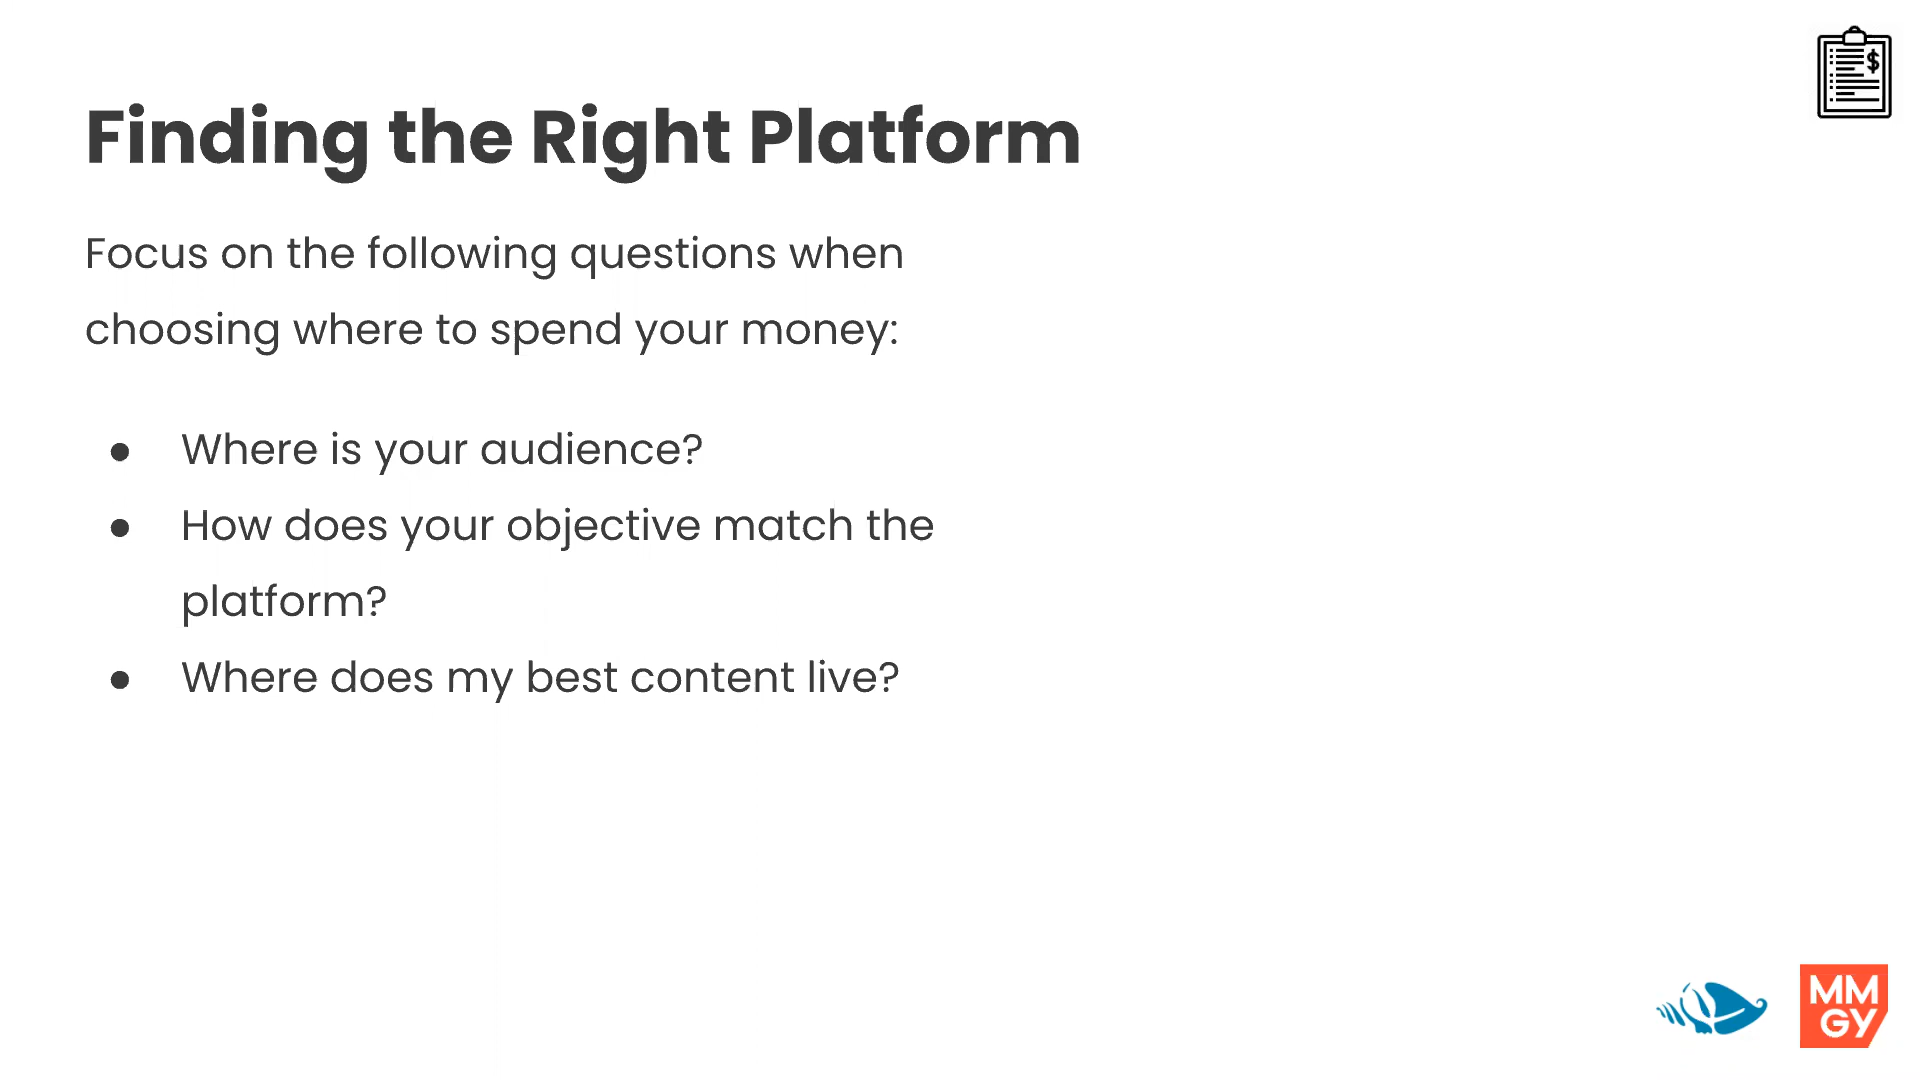 $
Finding the Right Platform
Focus on the following questions when
choosing where to spend your money:
● Where is your audience?
● How does your objective match the
platform?
● Where does my best content live?
MM
GY